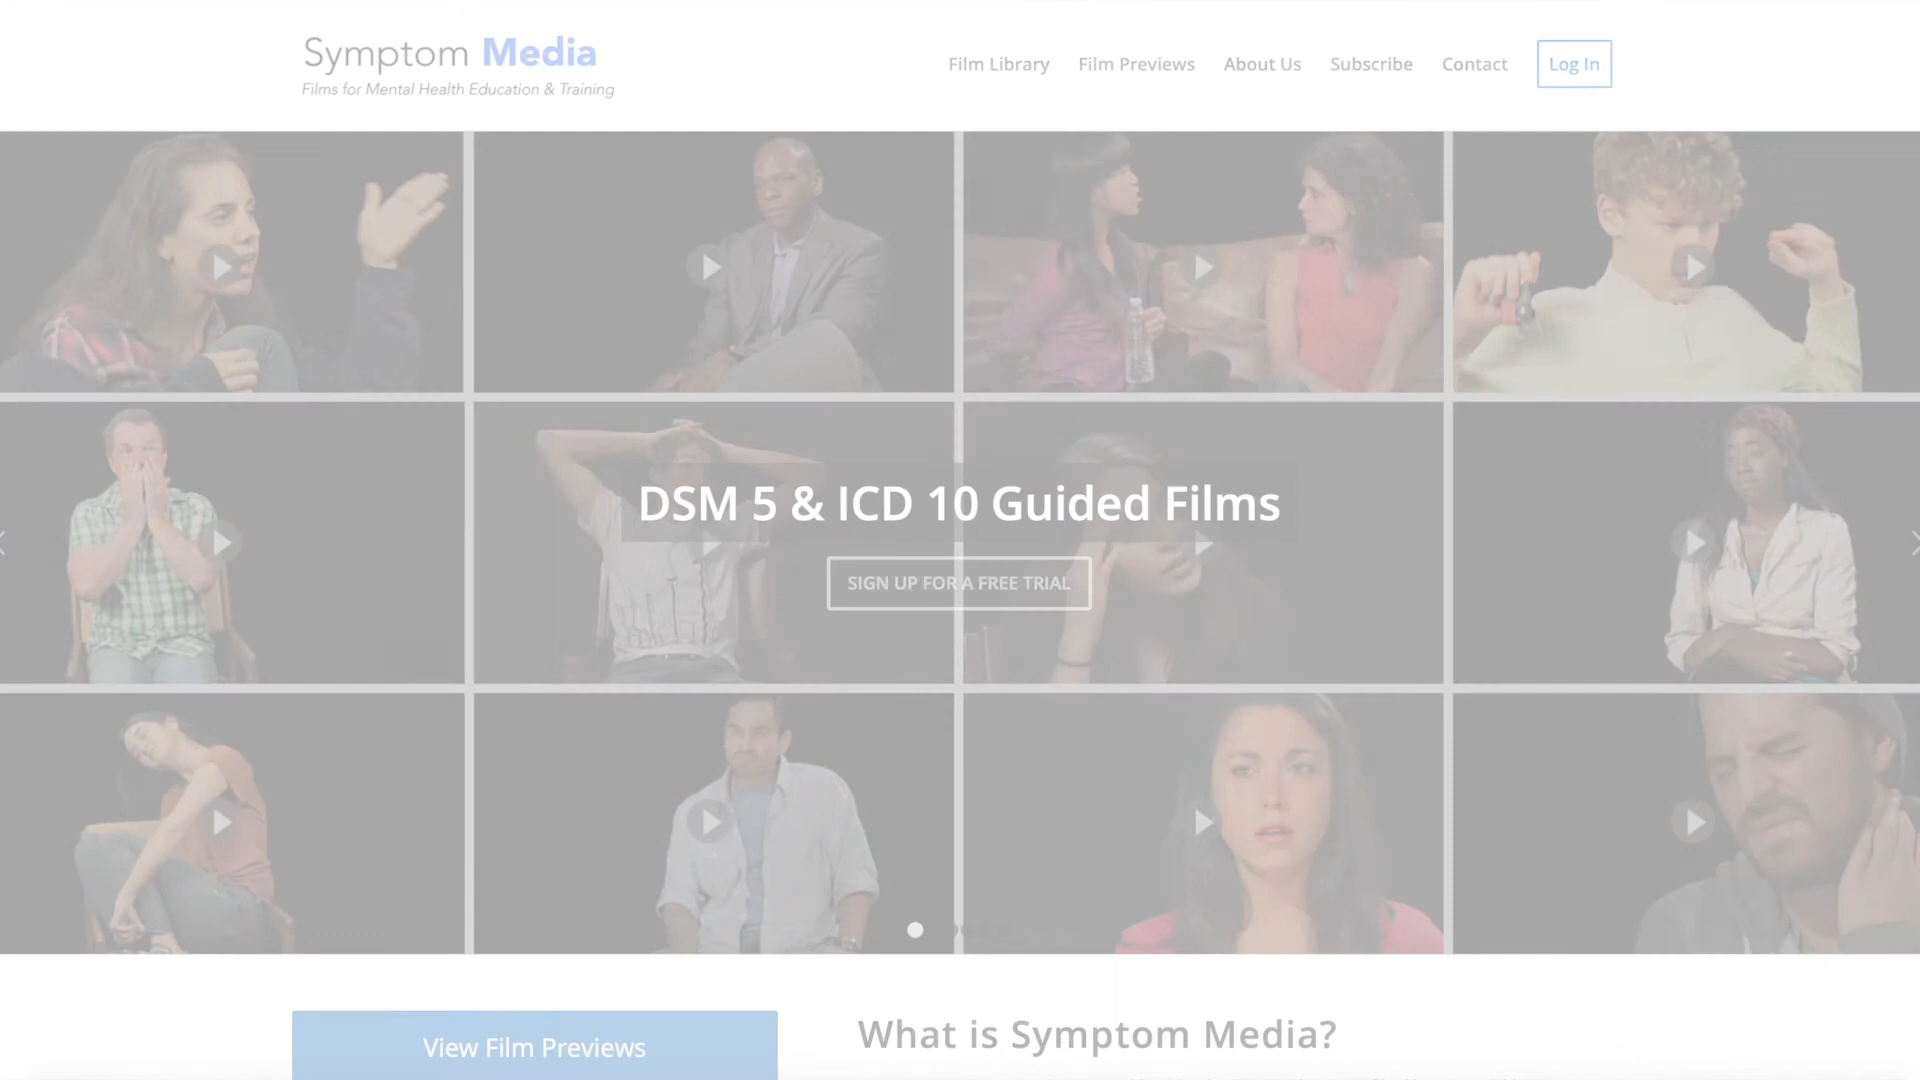 Symptom Media
Films for Mental Health Education & Training
Film Library
Film Previews
About Us
Subscribe
Contact
Log In
DSM 5 & ICD 10 Guided Films
SIGN UP FOR A FREE TRIAL
View Film Previews
What is Symptom Media?